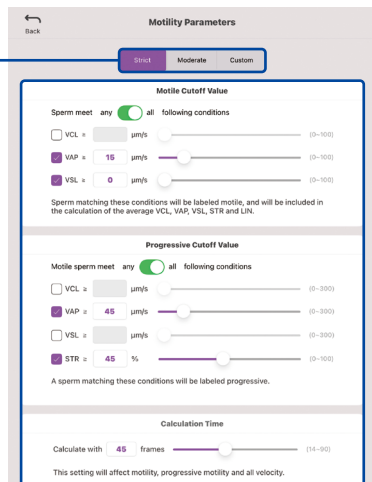 Back
Motility Parameters
Strict Moderate Custom
Motile Cutoff Value
Sperm meet any all following conditions
VCL ≥ μm/s (0~100)
VAP ≥ 15 μm/s (0~100)
VSL ≥ 0 μm/s (0~100)
Sperm matching these conditions will be labeled motile, and will be included in
the calculation of the average VCL, VAP, VSL, STR and LIN.
Progressive Cutoff Value
Motile sperm meet any all following conditions
VCL ≥ μm/s (0~300)
VAP ≥ 45 μm/s (0~300)
VSL ≥ μm/s (0~300)
STR ≥ 45 % (0~100)
A sperm matching these conditions will be labeled progressive.
Calculation Time
Calculate with 45 frames (14~90)
This setting will affect motility, progressive motility and all velocity.